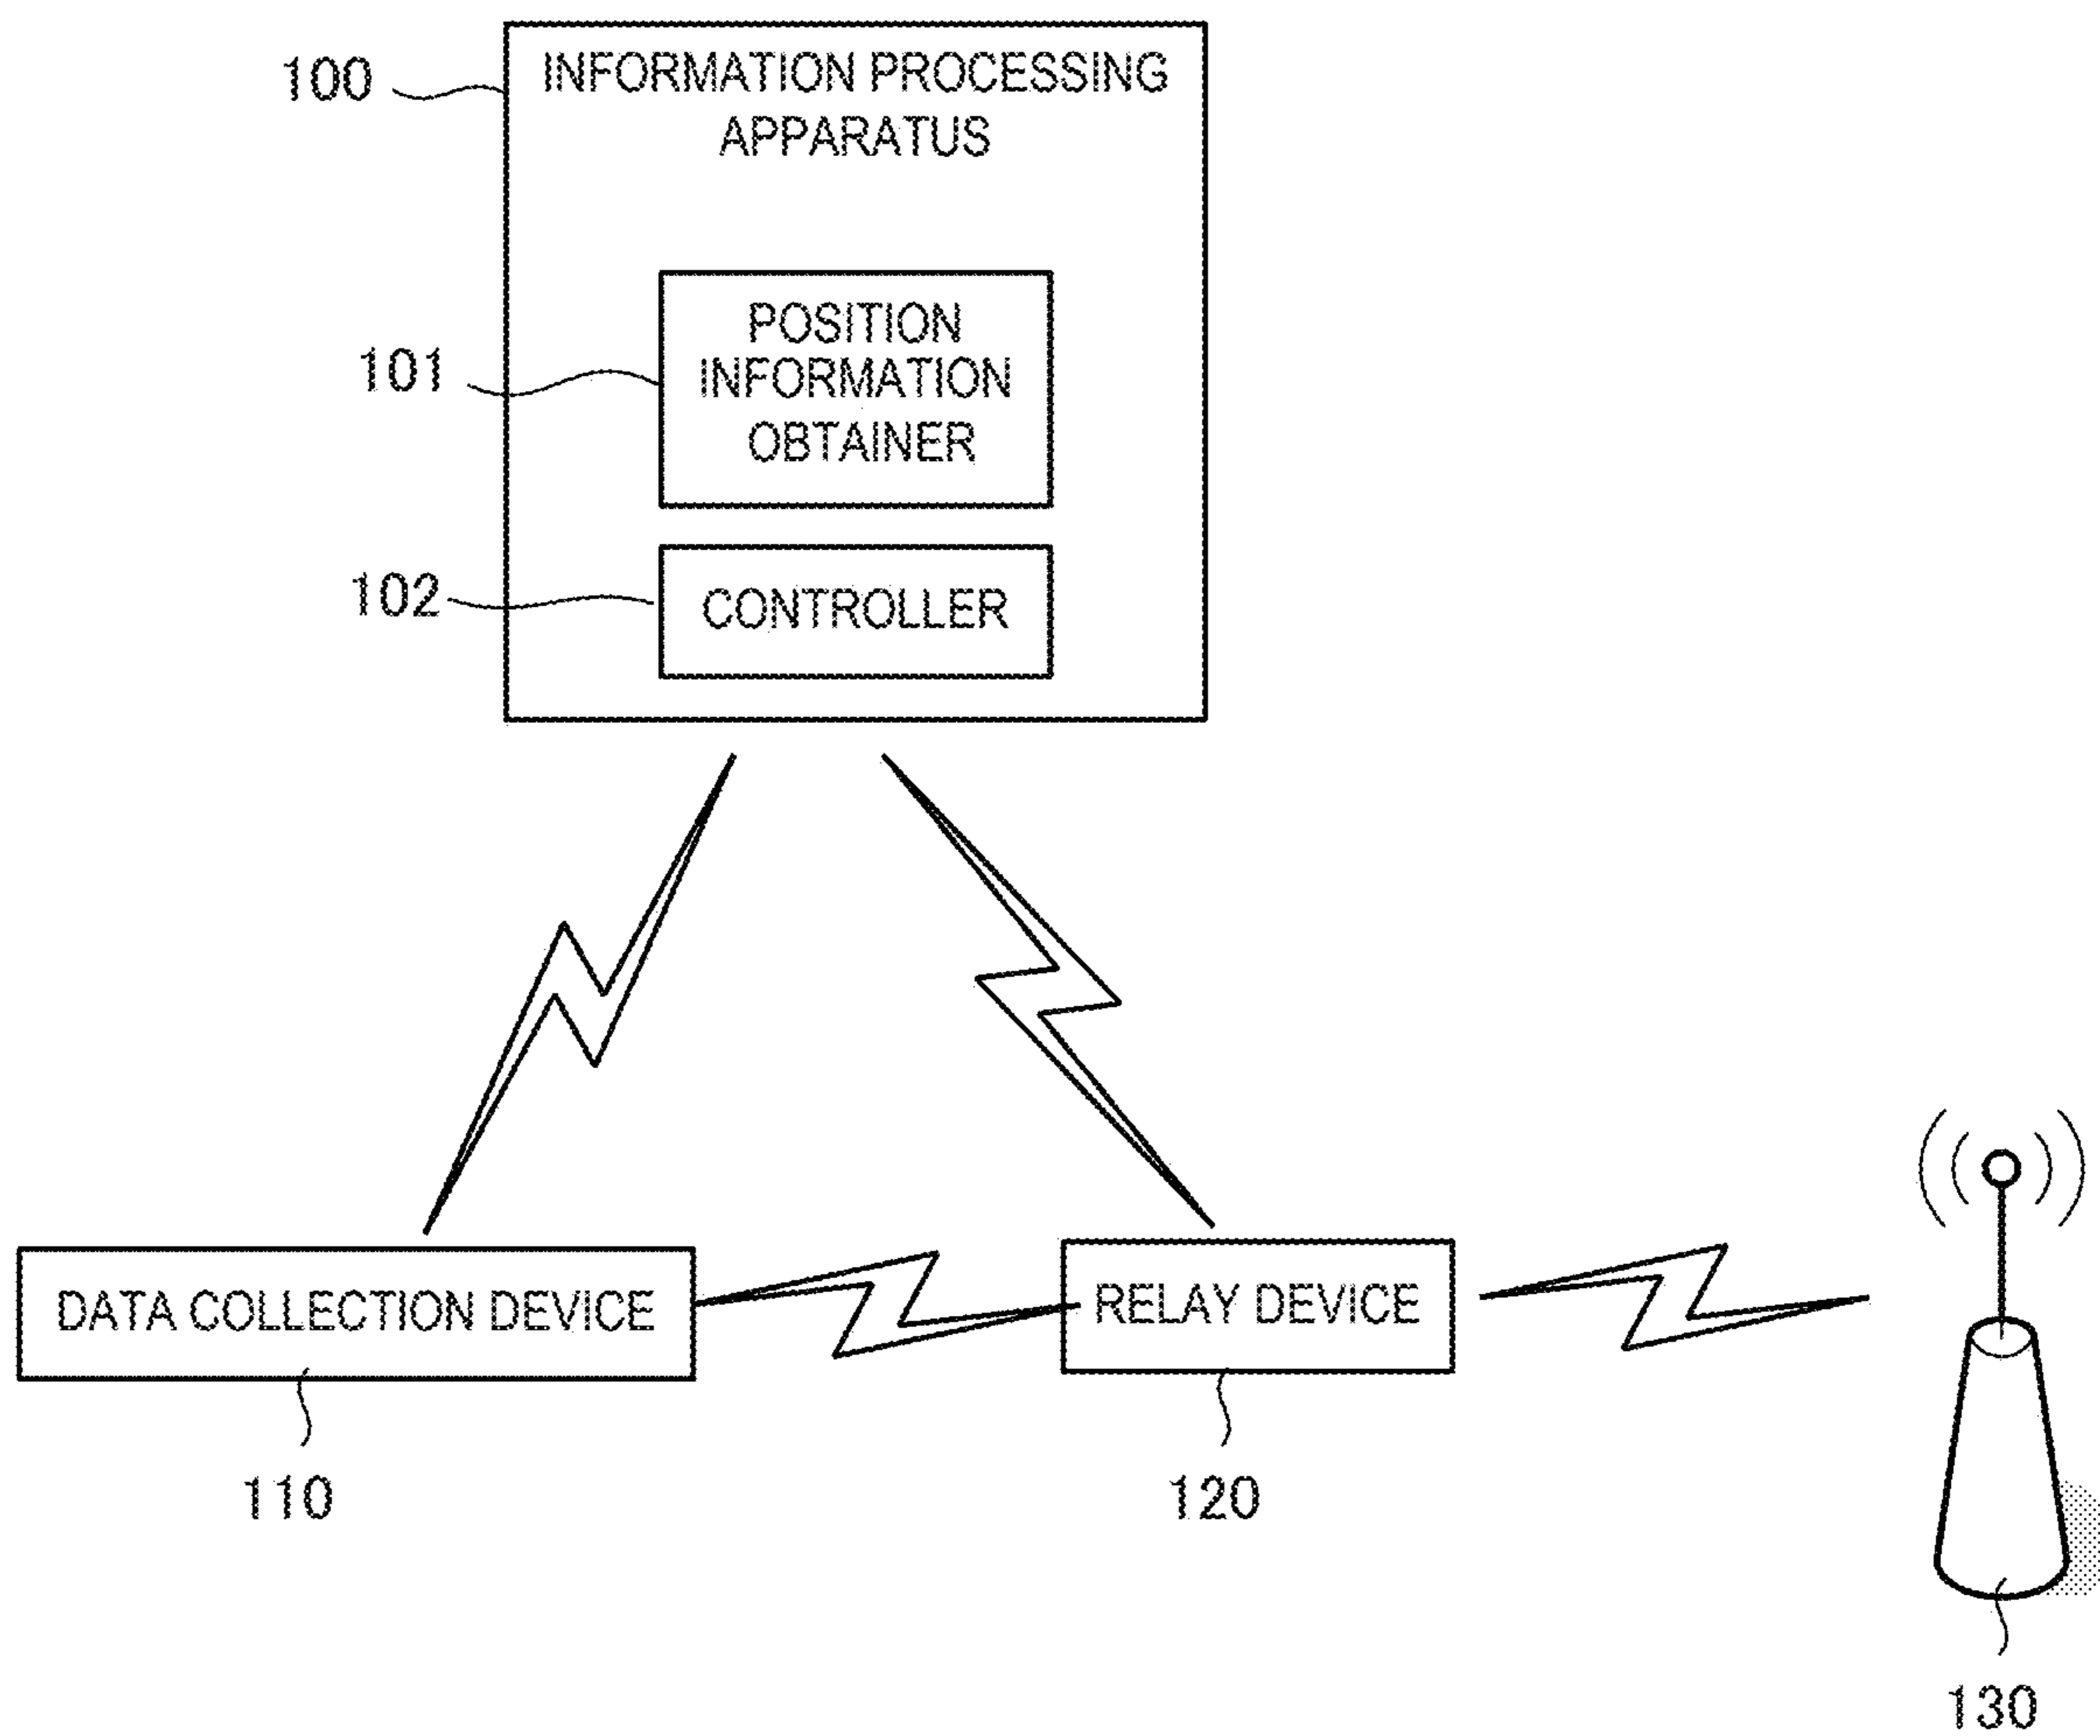 100
INFORMATION PROCESSING
APPARATUS
101
POSITION
INFORMATION
OBTAINER
102
CONTROLLER
DATA COLLECTION DEVICE
RELAY DEVICE
110
120
130